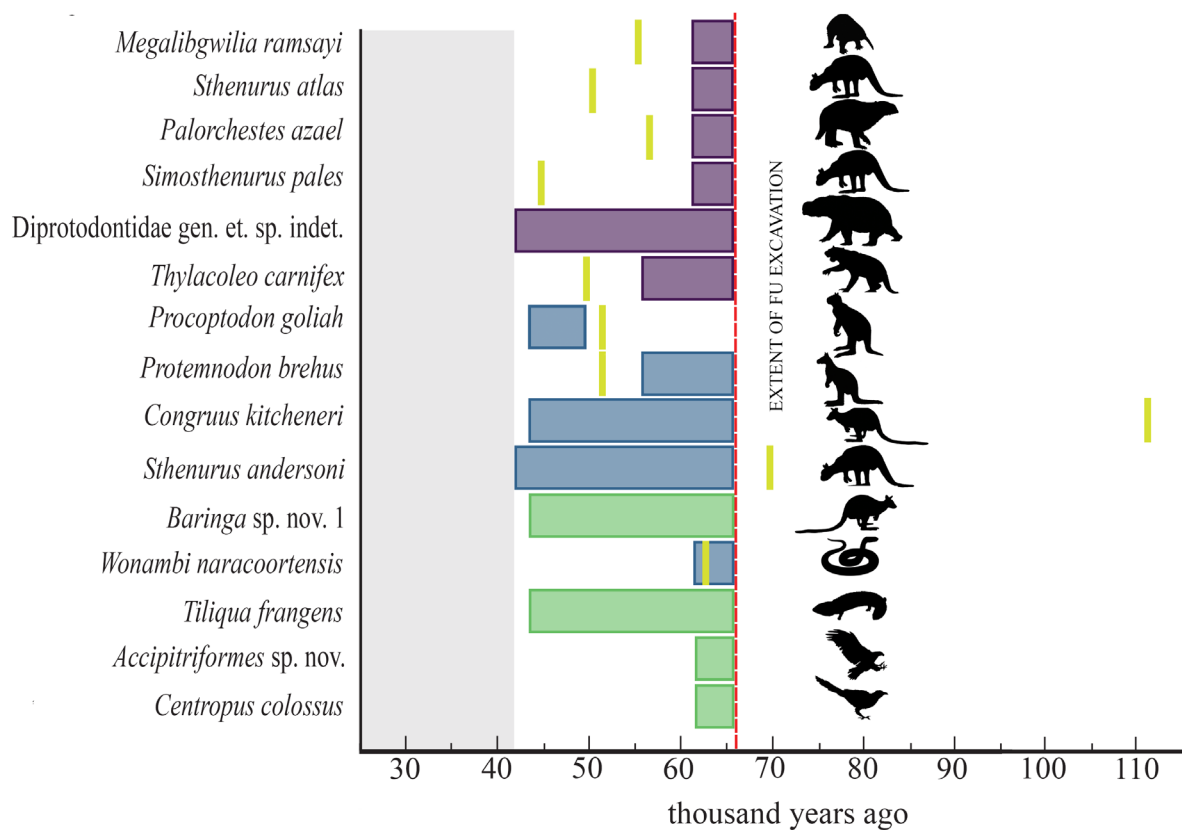 Megalibgwilia ramsayi
Sthenurus atlas
Palorchestes azael
Simosthenurus pales
Diprotodontidae gen. et. sp. indet.
Thylacoleo carnifex
Procoptodon goliah
Protemnodon brehus
Congruus kitcheneri
Sthenurus andersoni
Baringa sp. nov. 1
Wonambi naracoortensis
Tiliqua frangens
Accipitriformes sp. nov.
Centropus colossus
EXTENT OF FU EXCAVATION
30 40 50 60 70 80 90 100 110
thousand years ago